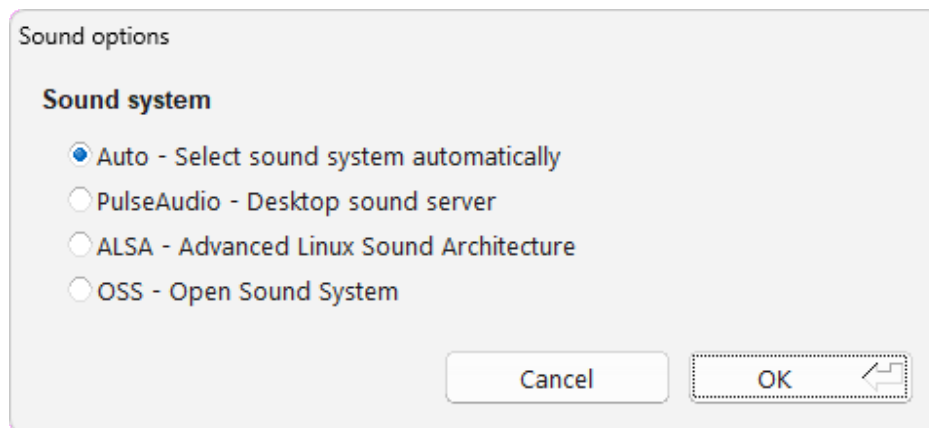 Sound options
Sound system
Auto - Select sound system automatically
PulseAudio - Desktop sound server
ALSA - Advanced Linux Sound Architecture
OSS - Open Sound System
Cancel OK